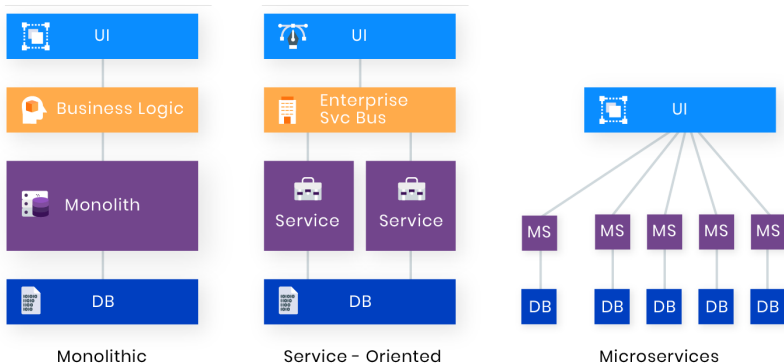 UI
Business Logic
Monolith
DB
Monolithic
UI
Enterprise
Svc Bus
Service
Service
DB
Service - Oriented
UI
MS
MS
MS
MS
MS
DB
DB
DB
DB
DB
Microservices